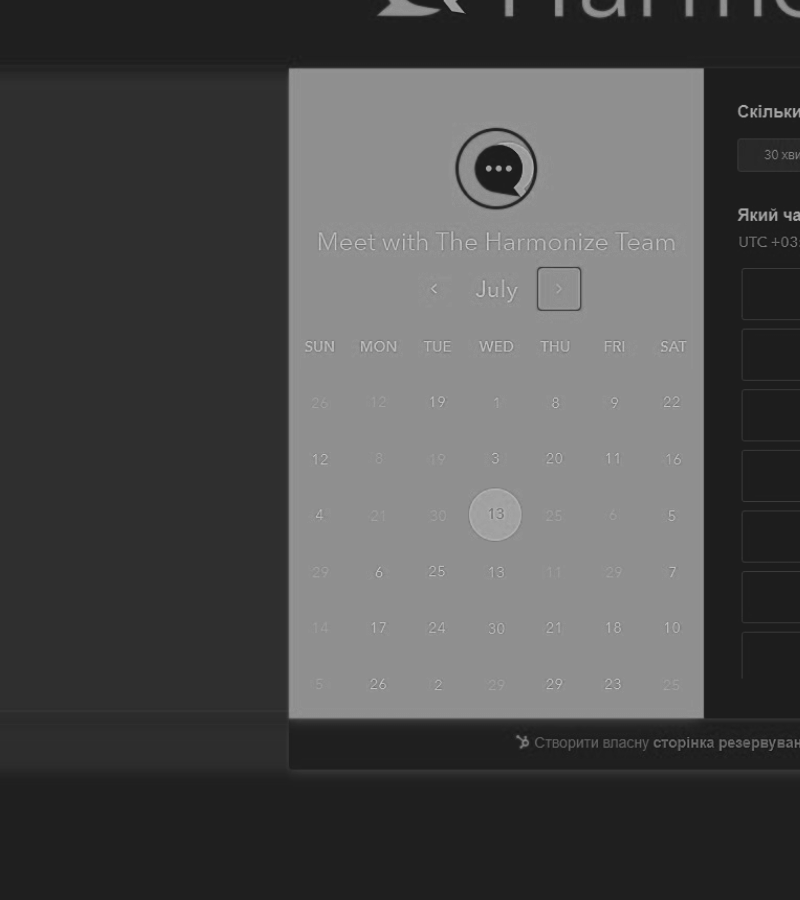 Harmo
Meet with The Harmonize Team
July
SUN MON TUE WED THU FRI SAT
26 12 19 1 8 9 22
12 8 19 3 20 11 16
4 21 30 13 25 6 5
29 6 25 13 11 29 7
14 17 24 30 21 18 10
5 26 2 29 29 23 25
Скільки
30 хви
Який ча
UTC +03:
Створити власну сторінка резервуван